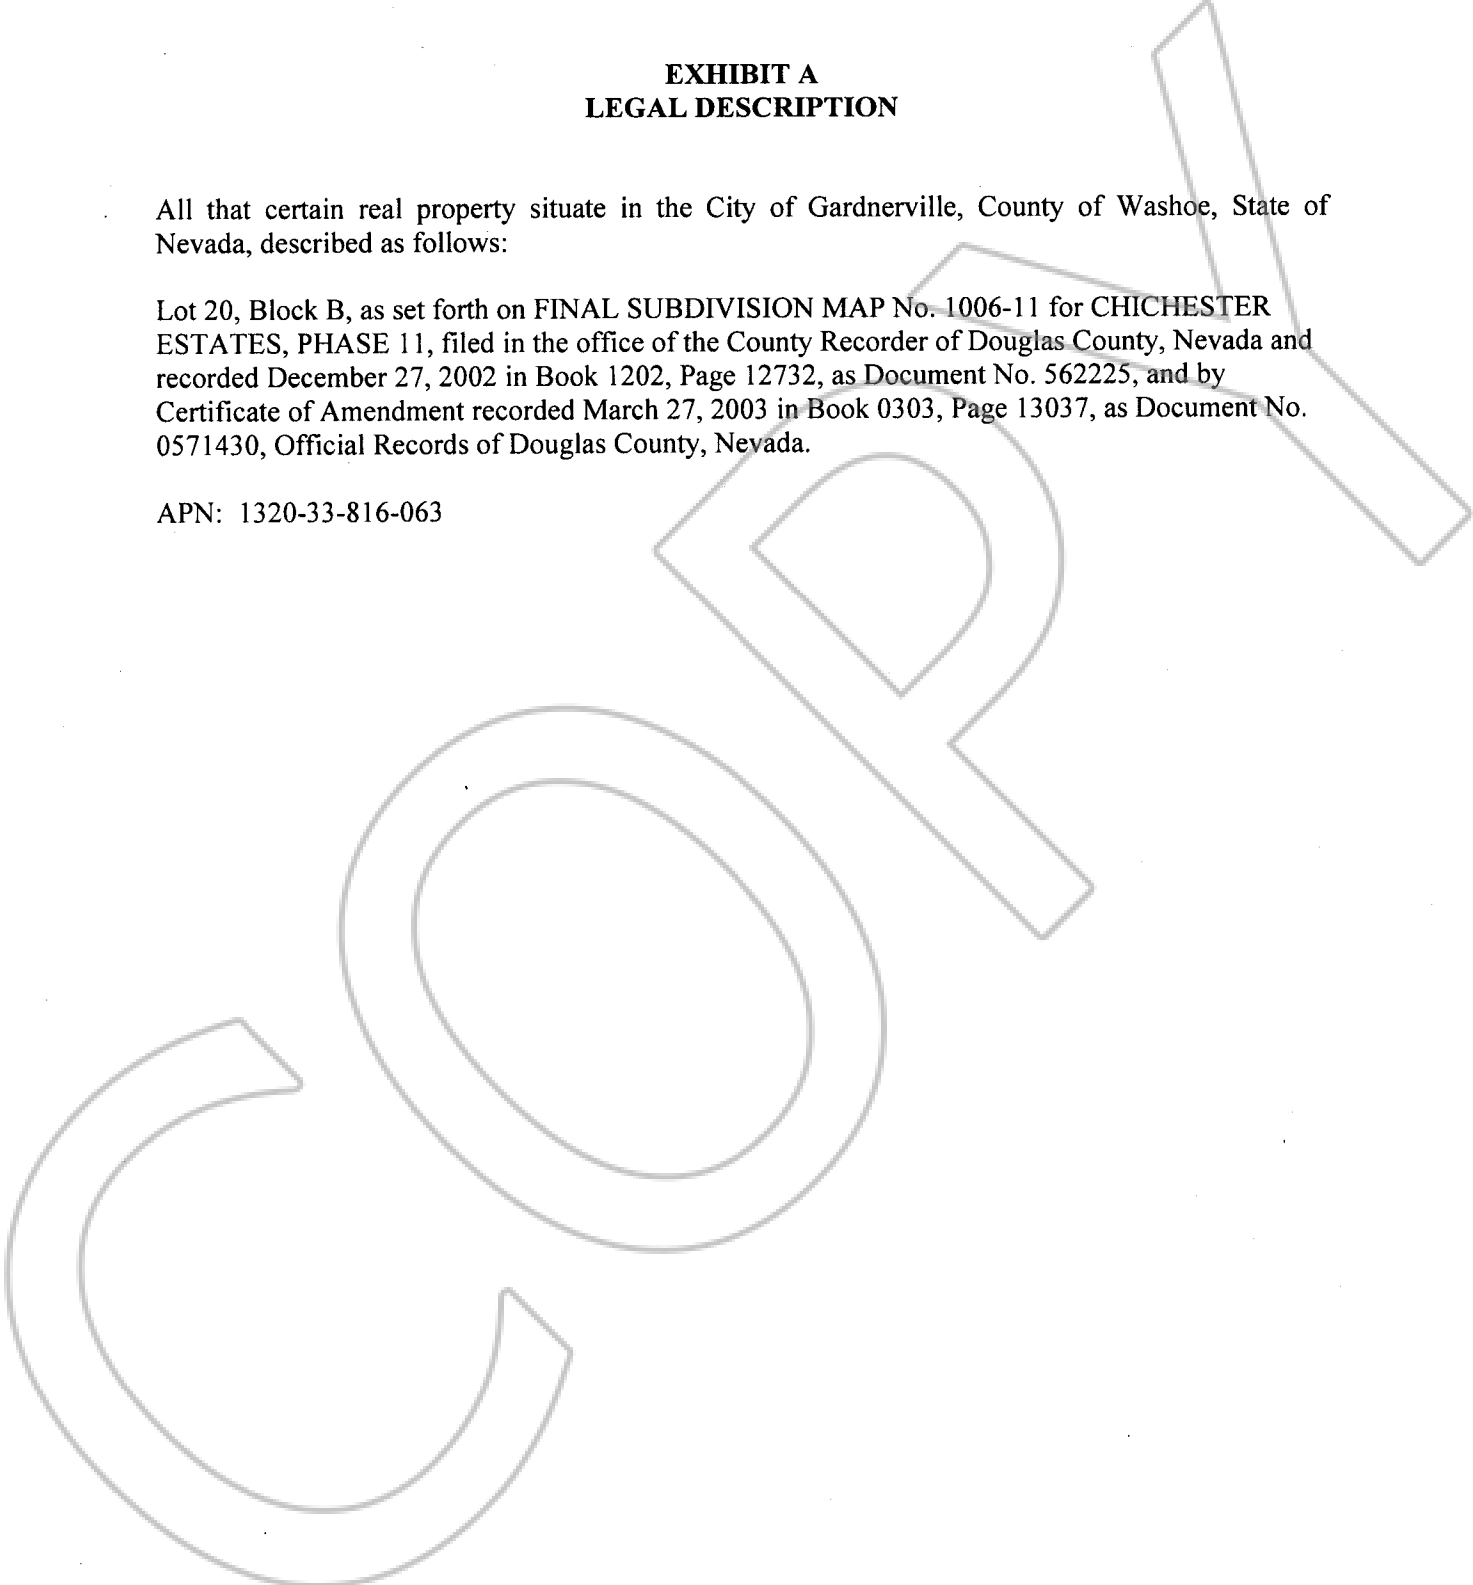 EXHIBIT A
LEGAL DESCRIPTION
All that certain real property situate in the City of Gardnerville, County of Washoe, State of
Nevada, described as follows:
Lot 20, Block B, as set forth on FINAL SUBDIVISION MAP No. 1006-11 for CHICHESTER
ESTATES, PHASE 11, filed in the office of the County Recorder of Douglas County, Nevada and
recorded December 27, 2002 in Book 1202, Page 12732, as Document No. 562225, and by
Certificate of Amendment recorded March 27, 2003 in Book 0303, Page 13037, as Document No.
0571430, Official Records of Douglas County, Nevada.
APN: 1320-33-816-063
COPY